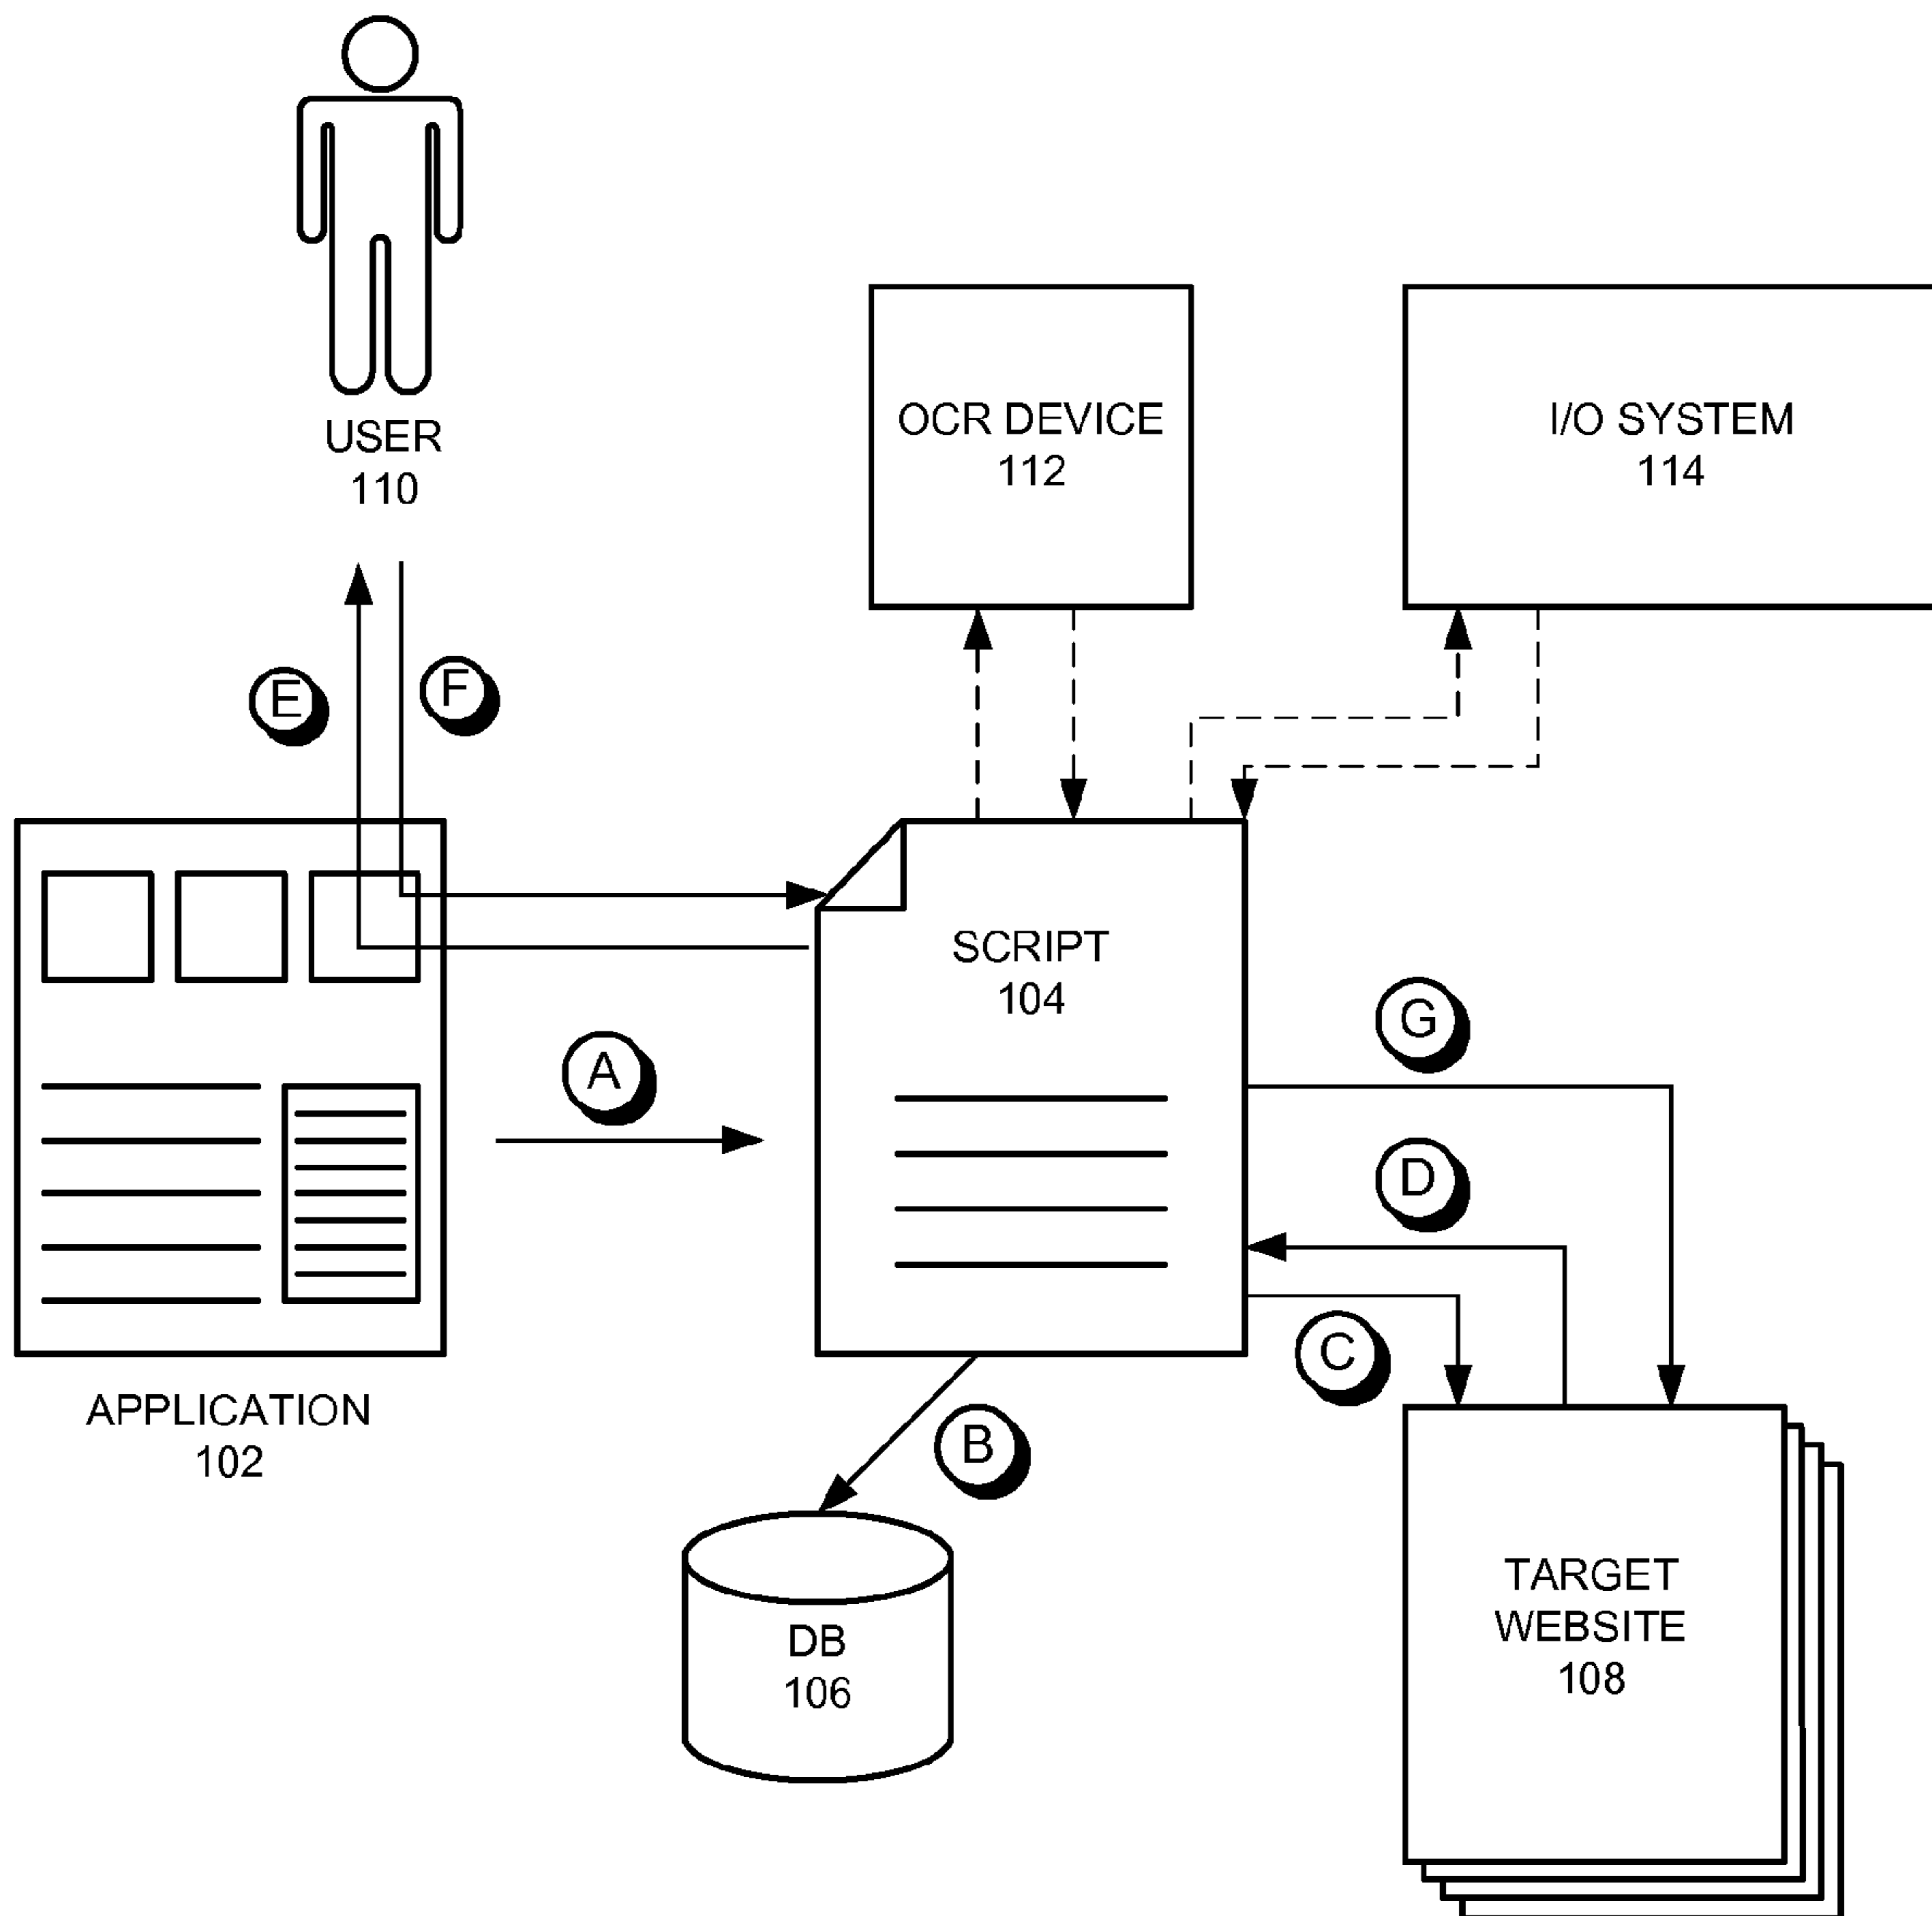 USER
110
OCR DEVICE
112
I/O SYSTEM
114
E
F
SCRIPT
104
G
A
D
C
APPLICATION
102
B
DB
106
TARGET
WEBSITE
108